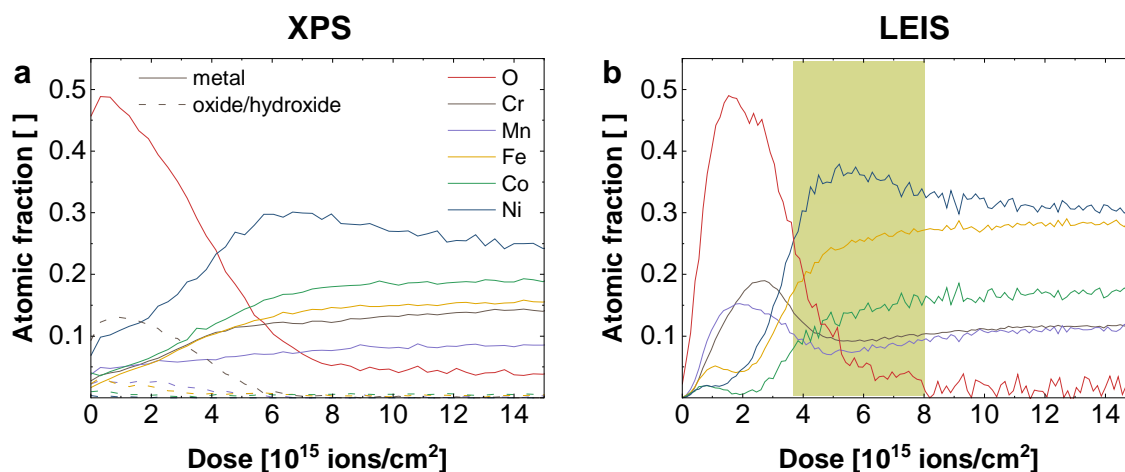 XPS
LEIS
a
metal
oxide/hydroxide
O
Cr
Mn
Fe
Co
Ni
0.5
0.4
0.3
0.2
0.1
Atomic fraction [ ]
0 2 4 6 8 10 12 14
Dose [10¹⁵ ions/cm²]
b
0.5
0.4
0.3
0.2
0.1
Atomic fraction [ ]
0 2 4 6 8 10 12 14
Dose [10¹⁵ ions/cm²]